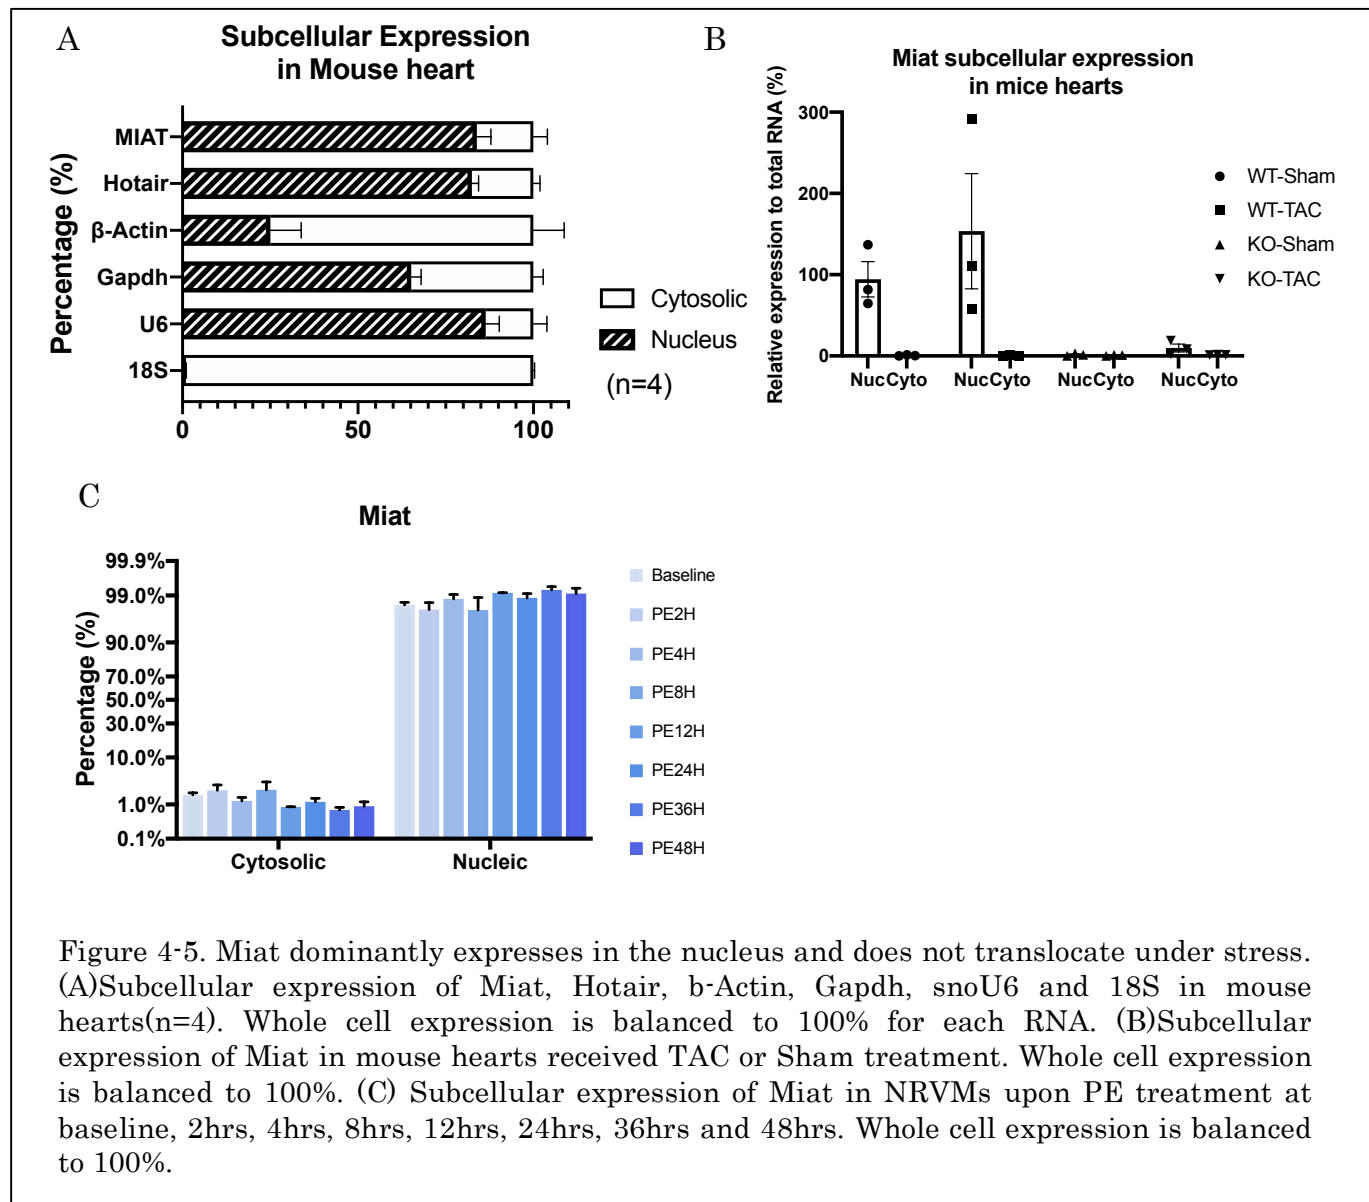 A
Subcellular Expression
in Mouse heart
Percentage (%)
MIAT
Hotair
β-Actin
Gapdh
U6
18S
0
50
100
Cytosolic
Nucleus
(n=4)
B
Miat subcellular expression
in mice hearts
Relative expression to total RNA (%)
300
200
100
0
NucCyto
NucCyto
NucCyto
NucCyto
WT-Sham
WT-TAC
KO-Sham
KO-TAC
C
Miat
Percentage (%)
99.9%
99.0%
90.0%
70.0%
50.0%
30.0%
10.0%
1.0%
0.1%
Cytosolic
Nucleic
Baseline
PE2H
PE4H
PE8H
PE12H
PE24H
PE36H
PE48H
Figure 4-5. Miat dominantly expresses in the nucleus and does not translocate under stress.
(A)Subcellular expression of Miat, Hotair, b-Actin, Gapdh, snoU6 and 18S in mouse
hearts(n=4). Whole cell expression is balanced to 100% for each RNA. (B)Subcellular
expression of Miat in mouse hearts received TAC or Sham treatment. Whole cell expression
is balanced to 100%. (C) Subcellular expression of Miat in NRVMs upon PE treatment at
baseline, 2hrs, 4hrs, 8hrs, 12hrs, 24hrs, 36hrs and 48hrs. Whole cell expression is balanced
to 100%.